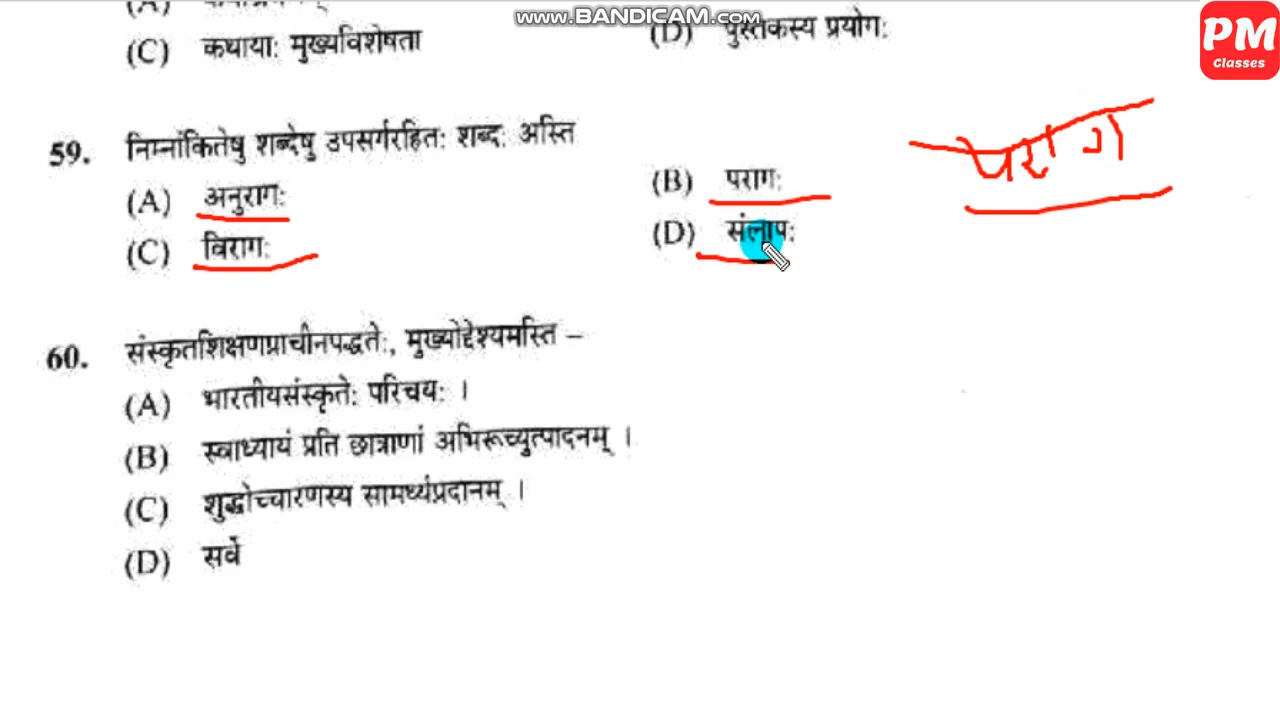 www.BANDICAM.com
PM
Classes
(A)
(C) कथायाः मुख्यविशेषता (D) पुस्तकस्य प्रयोगः
59. निम्नांकितेषु शब्देषु उपसर्गरहितः शब्दः अस्ति
(A) अनुरागः (B) परागः
(C) विरागः (D) संलापः
पराग
60. संस्कृतशिक्षणप्राचीनपद्धतेः, मुख्योद्देश्यमस्ति –
(A) भारतीयसंस्कृतेः परिचयः ।
(B) स्वाध्यायं प्रति छात्राणां अभिरूच्युत्पादनम् ।
(C) शुद्धोच्चारणस्य सामर्थ्यप्रदानम् ।
(D) सर्वे